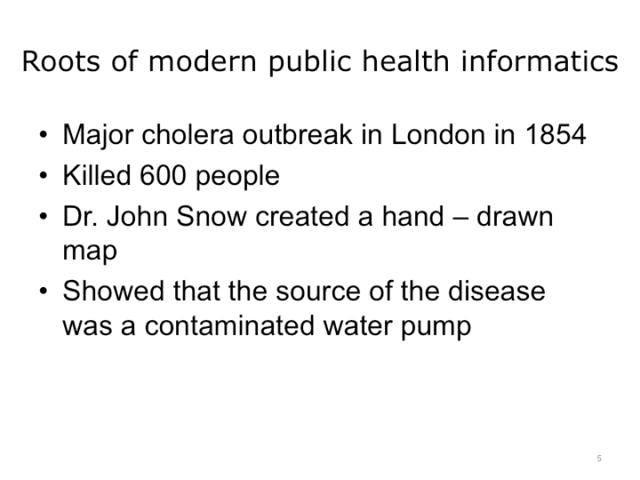 Roots of modern public health informatics
• Major cholera outbreak in London in 1854
• Killed 600 people
• Dr. John Snow created a hand – drawn
map
• Showed that the source of the disease
was a contaminated water pump
5